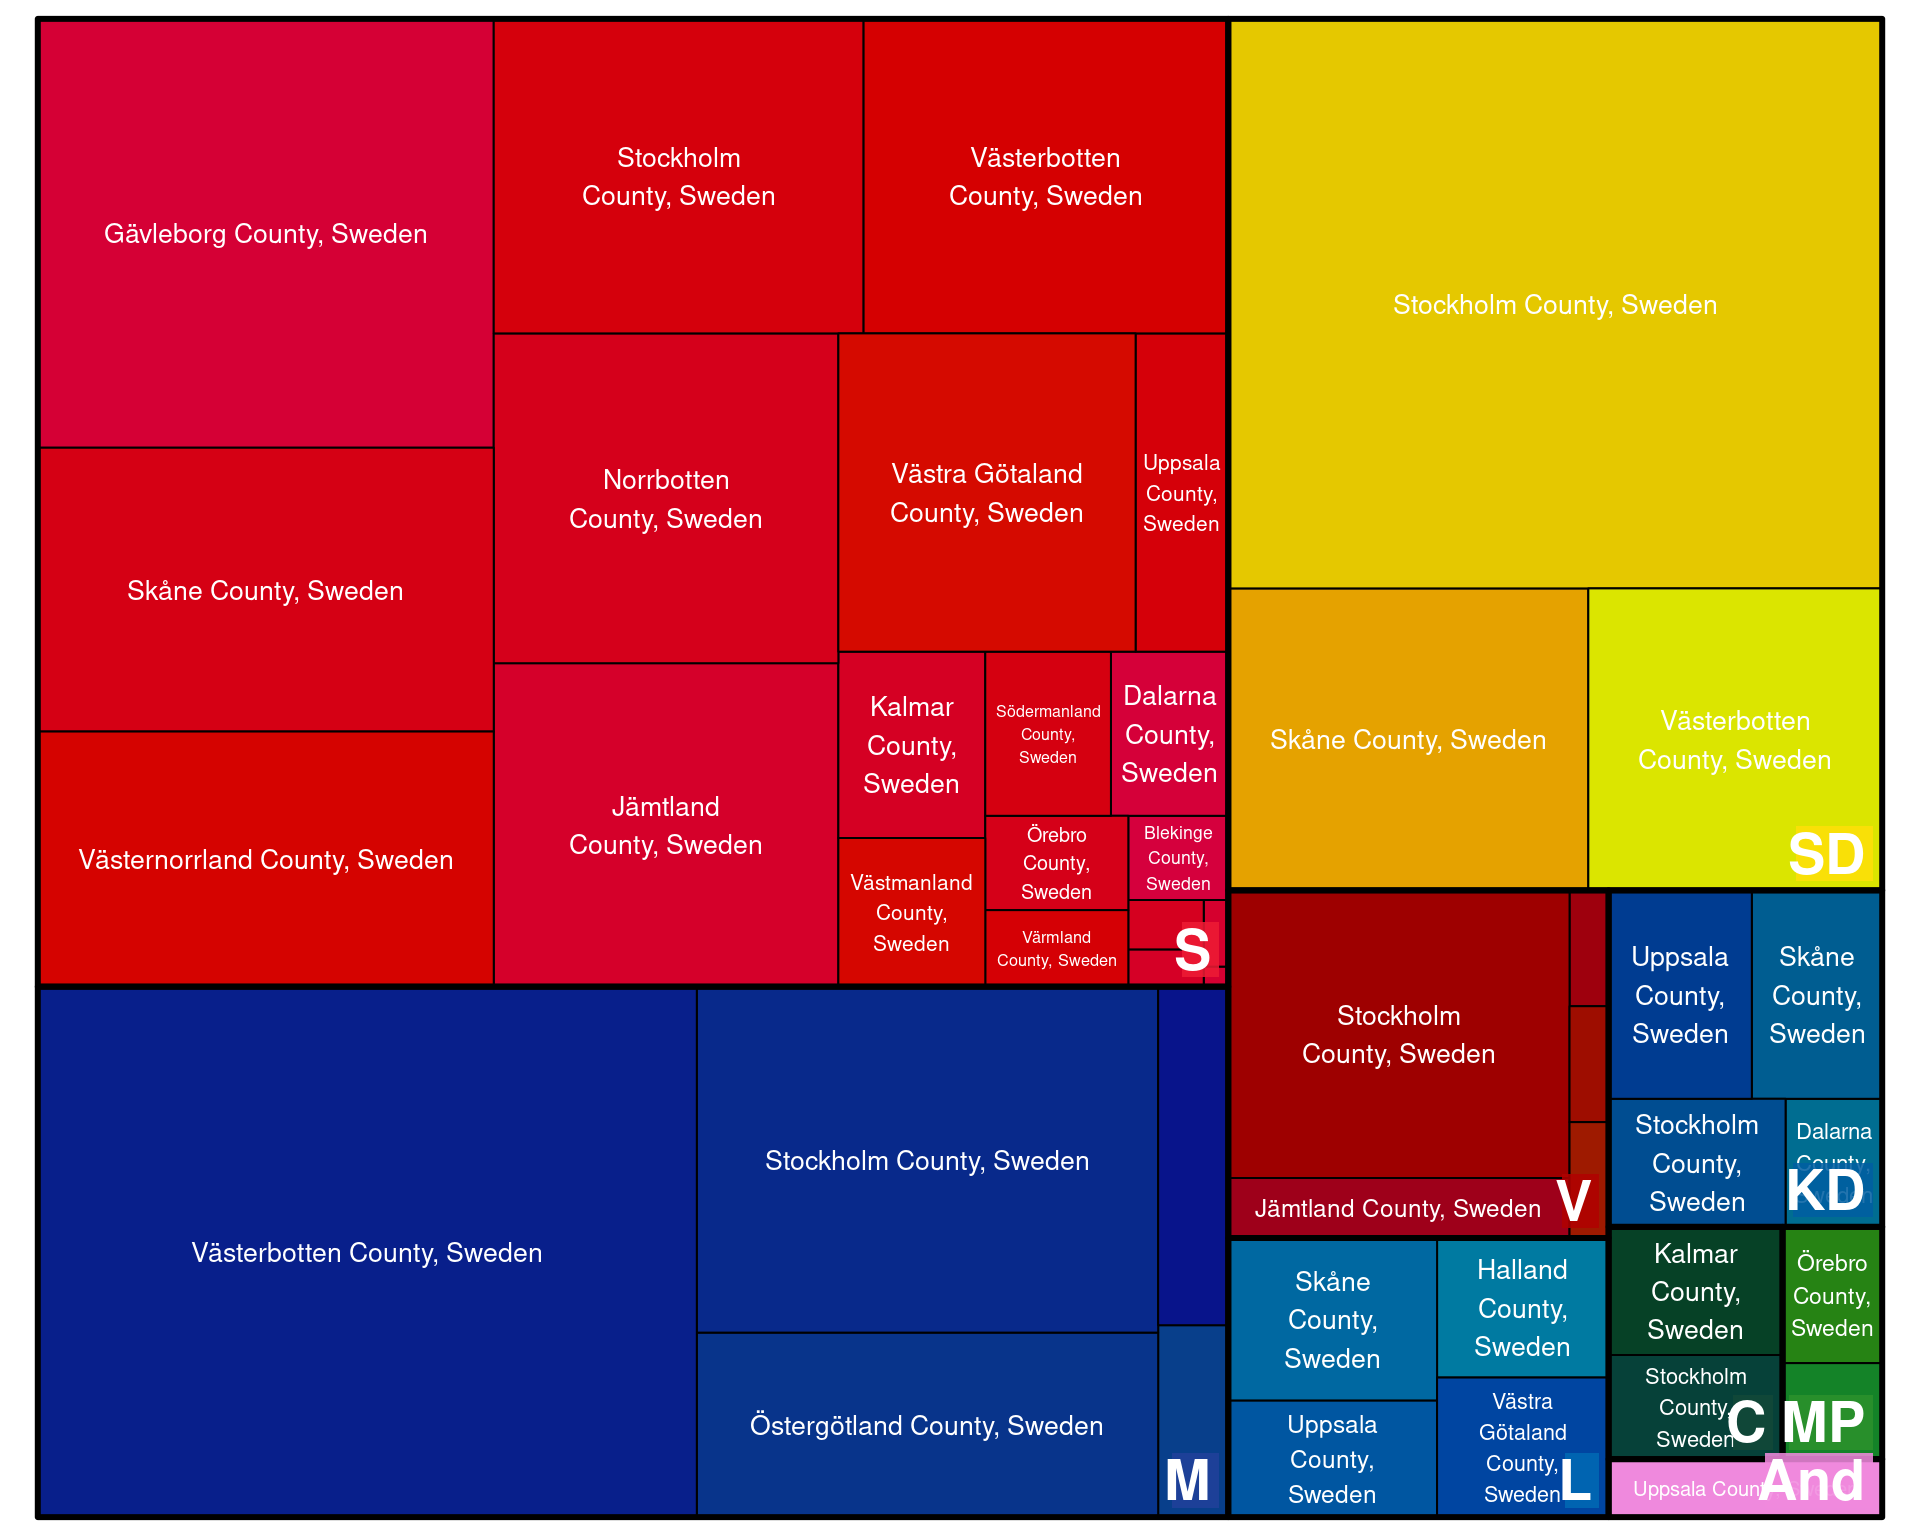 Gävleborg County, Sweden
Stockholm
County, Sweden
Västerbotten
County, Sweden
Skåne County, Sweden
Västernorrland County, Sweden
Norrbotten
County, Sweden
Västra Götaland
County, Sweden
Uppsala
County,
Sweden
Jämtland
County, Sweden
Kalmar
County,
Sweden
Södermanland
County,
Sweden
Dalarna
County,
Sweden
Västmanland
County,
Sweden
Örebro
County,
Sweden
Blekinge
County,
Sweden
Värmland
County, Sweden
S
Västerbotten County, Sweden
Stockholm County, Sweden
Östergötland County, Sweden
M
Stockholm County, Sweden
Skåne County, Sweden
Västerbotten
County, Sweden
SD
Stockholm
County, Sweden
Jämtland County, Sweden
V
Uppsala
County,
Sweden
Skåne
County,
Sweden
Stockholm
County,
Sweden
Dalarna
County,
Sweden
KD
Skåne
County,
Sweden
Halland
County,
Sweden
Uppsala
County,
Sweden
Västra
Götaland
County,
Sweden
L
Kalmar
County,
Sweden
Stockholm
County,
Sweden
C
Örebro
County,
Sweden
MP
Uppsala County
And